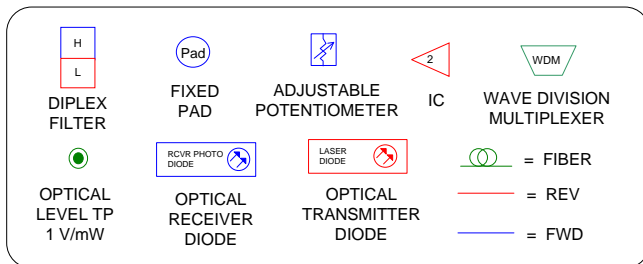 H
L
DIPLEX
FILTER
Pad
FIXED
PAD
ADJUSTABLE
POTENTIOMETER
2
IC
WDM
WAVE DIVISION
MULTIPLEXER
OPTICAL
LEVEL TP
1 V/mW
RCVR PHOTO
DIODE
OPTICAL
RECEIVER
DIODE
LASER
DIODE
OPTICAL
TRANSMITTER
DIODE
= FIBER
= REV
= FWD